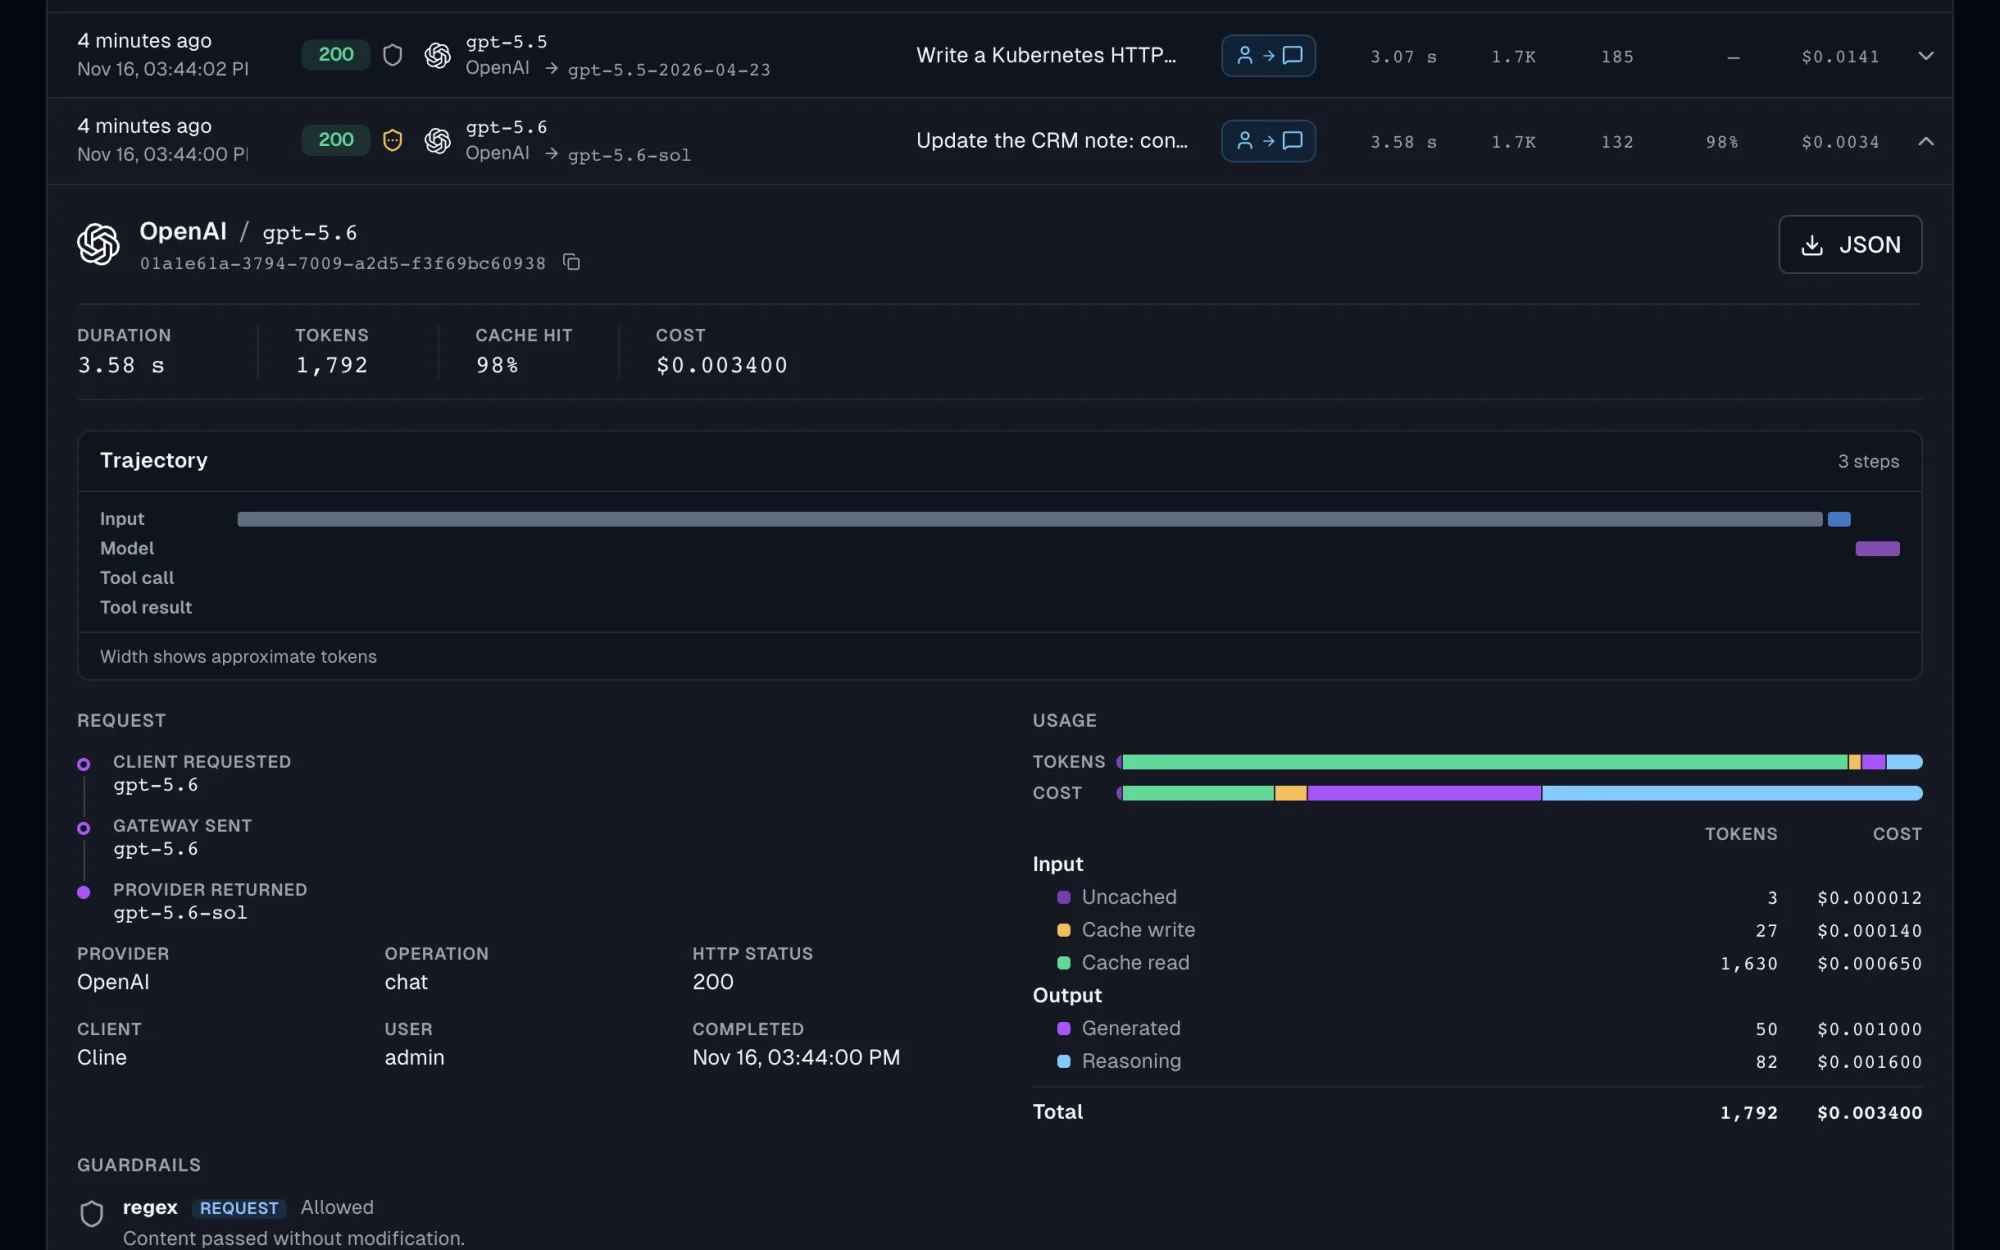 4 minutes ago
Nov 16, 03:44:02 PM
200
gpt-5.5
OpenAI → gpt-5.5-2026-04-23
Write a Kubernetes HTTP...
→
3.07 s
1.7K
185
—
$0.0141
4 minutes ago
Nov 16, 03:44:00 PM
200
gpt-5.6
OpenAI → gpt-5.6-sol
Update the CRM note: con...
→
3.58 s
1.7K
132
98%
$0.0034
OpenAI / gpt-5.6
01a1e61a-3794-7009-a2d5-f3f69bc60938
JSON
DURATION
3.58 s
TOKENS
1,792
CACHE HIT
98%
COST
$0.003400
Trajectory
3 steps
Input
Model
Tool call
Tool result
Width shows approximate tokens
REQUEST
CLIENT REQUESTED
gpt-5.6
GATEWAY SENT
gpt-5.6
PROVIDER RETURNED
gpt-5.6-sol
PROVIDER
OpenAI
OPERATION
chat
HTTP STATUS
200
CLIENT
Cline
USER
admin
COMPLETED
Nov 16, 03:44:00 PM
USAGE
TOKENS
COST
TOKENS COST
Input
Uncached 3 $0.000012
Cache write 27 $0.000140
Cache read 1,630 $0.000650
Output
Generated 50 $0.001000
Reasoning 82 $0.001600
Total 1,792 $0.003400
GUARDRAILS
regex REQUEST Allowed
Content passed without modification.